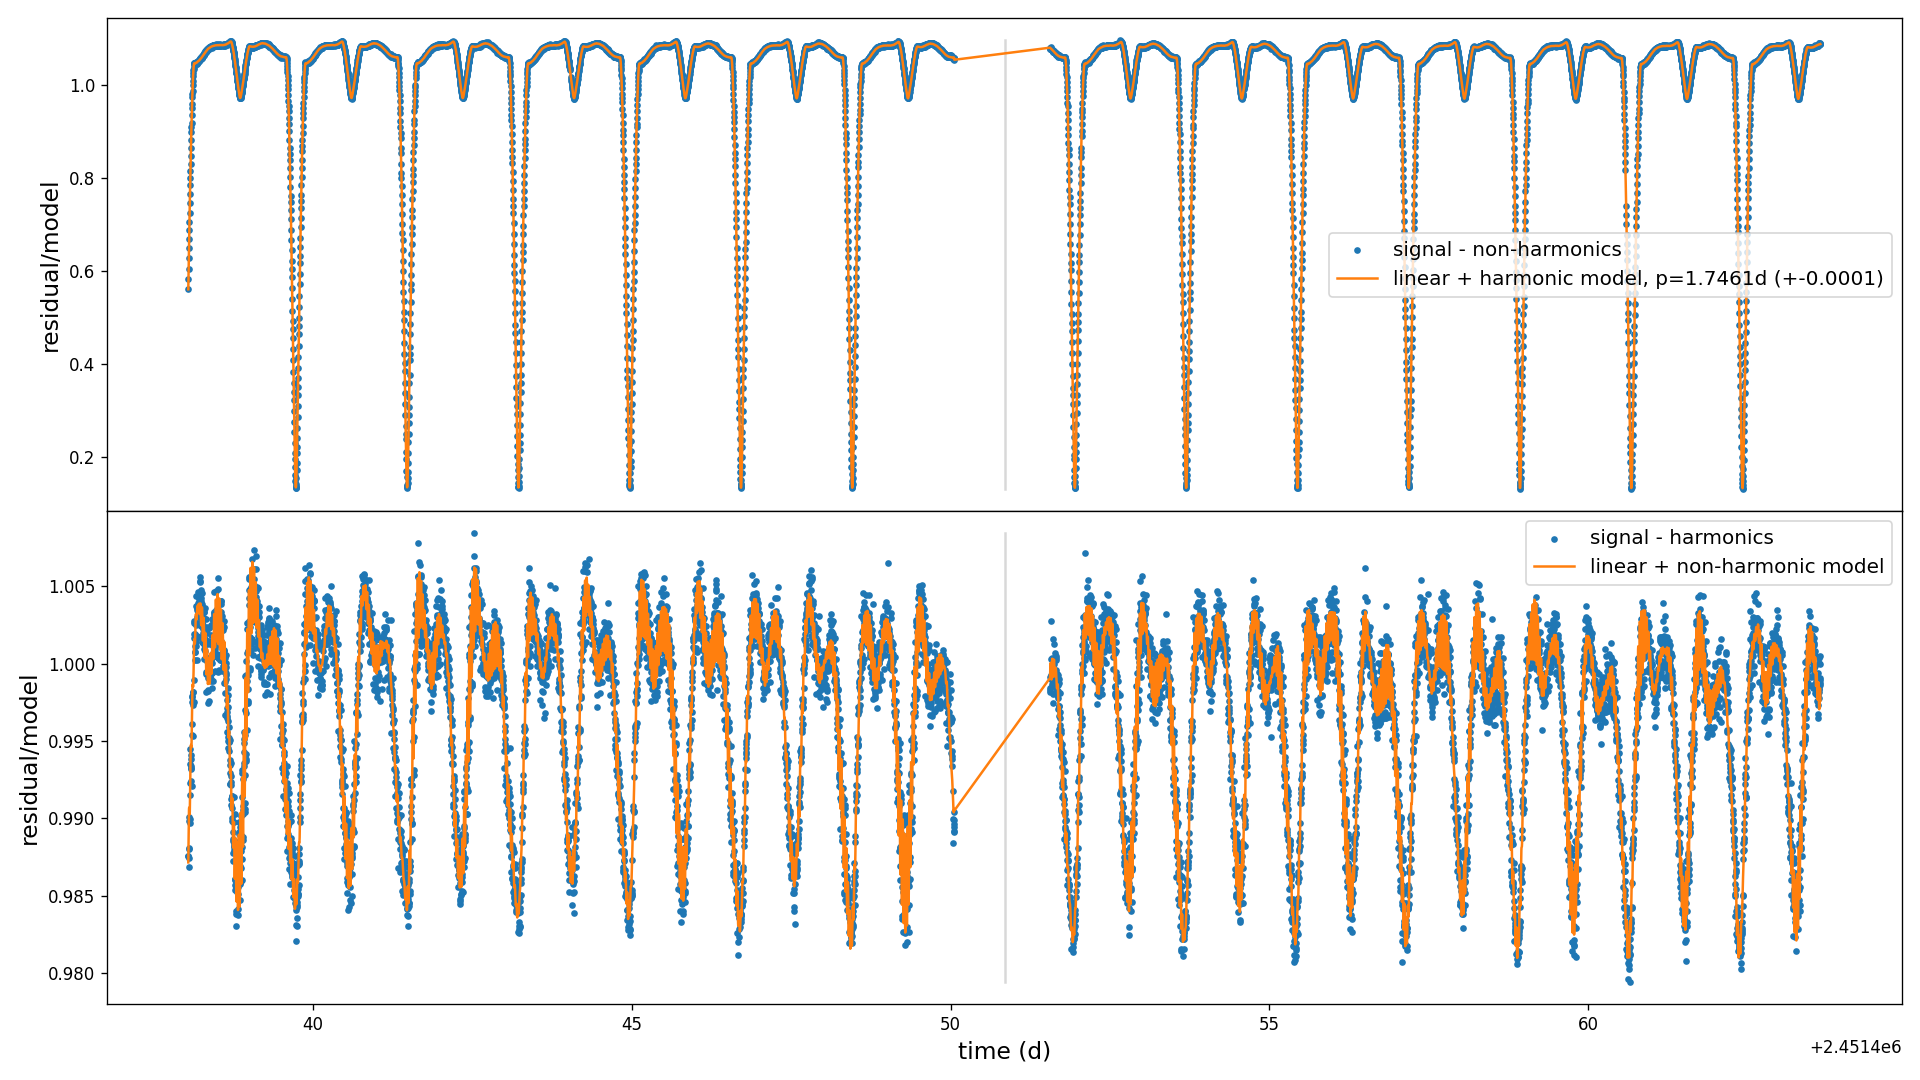 residual/model
1.0
0.8
0.6
0.4
0.2
signal - non-harmonics
linear + harmonic model, p=1.7461d (+-0.0001)
residual/model
1.005
1.000
0.995
0.990
0.985
0.980
signal - harmonics
linear + non-harmonic model
40
45
50
55
60
time (d)
+2.4514e6